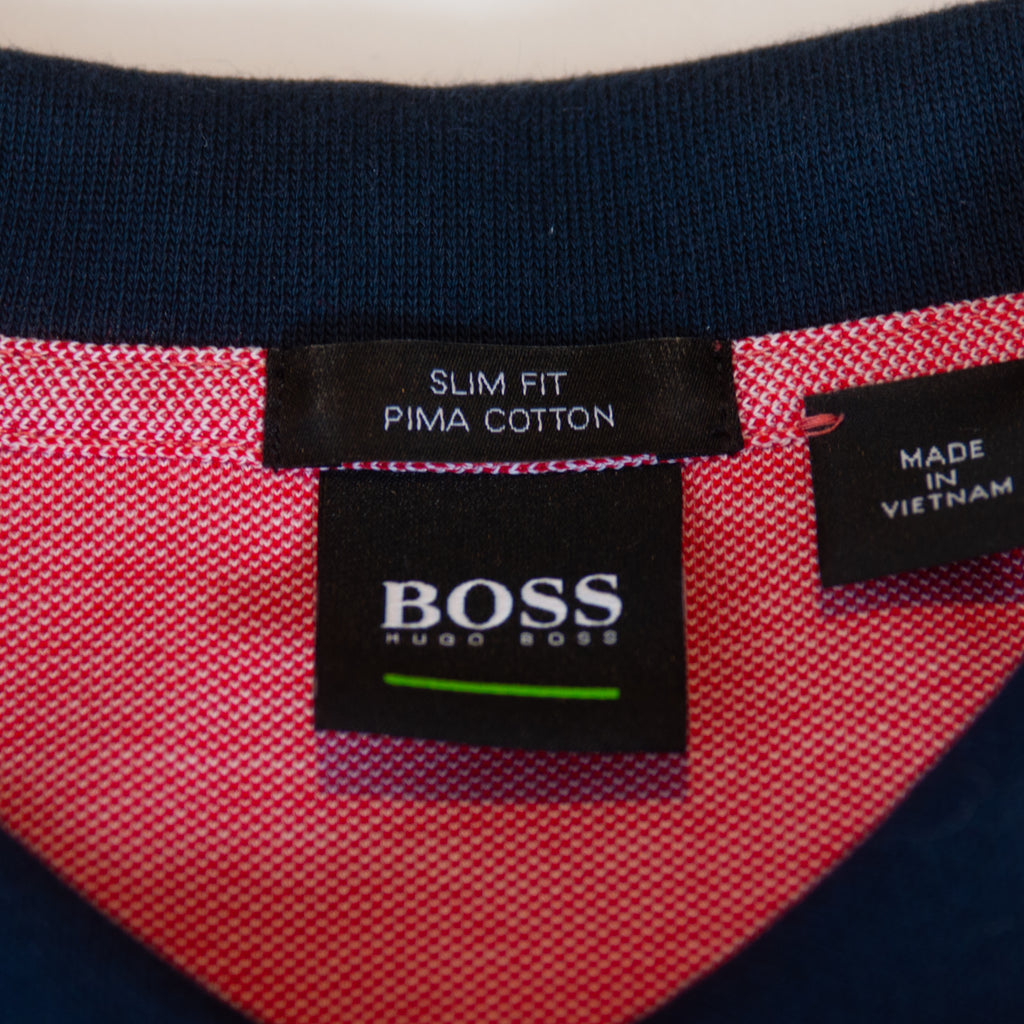 SLIM FIT
PIMA COTTON
MADE
IN
VIETNAM
BOSS
HUGO BOSS